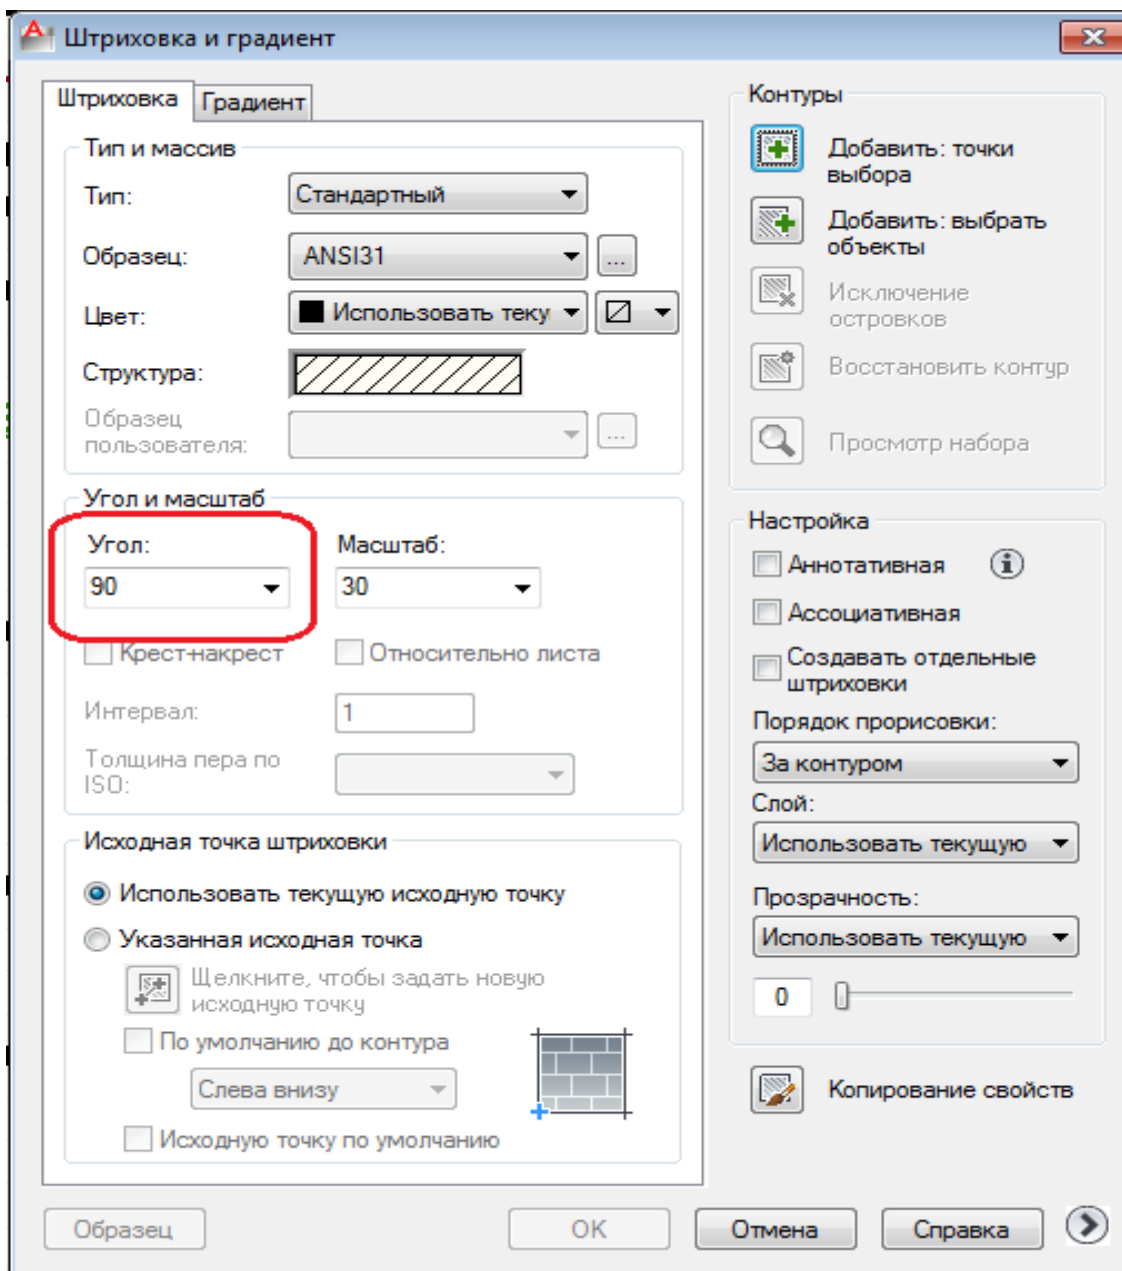 Штриховка и градиент
Штриховка
Градиент
Тип и массив
Тип:
Стандартный
Образец:
ANSI31
...
Цвет:
Использовать теку
Структура:
Образец
пользователя:
...
Угол и масштаб
Угол:
Масштаб:
90
30
Крест-накрест
Относительно листа
Интервал:
1
Толщина пера по
ISO:
Исходная точка штриховки
Использовать текущую исходную точку
Указанная исходная точка
Щелкните, чтобы задать новую
исходную точку
По умолчанию до контура
Слева внизу
Исходную точку по умолчанию
Контуры
Добавить: точки
выбора
Добавить: выбрать
объекты
Исключение
островков
Восстановить контур
Просмотр набора
Настройка
Аннотативная
Ассоциативная
Создавать отдельные
штриховки
Порядок прорисовки:
За контуром
Слой:
Использовать текущую
Прозрачность:
Использовать текущую
0
Копирование свойств
Образец
OK
Отмена
Справка